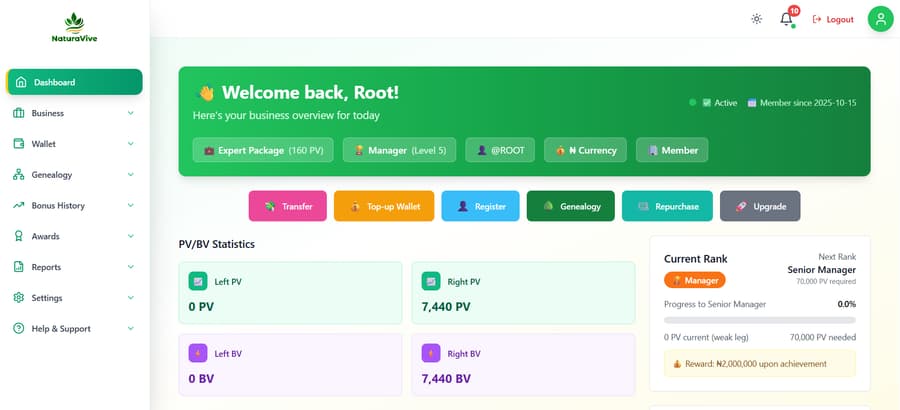 10
Logout
NaturaVive
Dashboard
Business
Wallet
Genealogy
Bonus History
Awards
Reports
Settings
Help & Support
Welcome back, Root!
Here's your business overview for today
Active
Member since 2025-10-15
Expert Package (160 PV)
Manager (Level 5)
@ROOT
₦ Currency
Member
Transfer
Top-up Wallet
Register
Genealogy
Repurchase
Upgrade
PV/BV Statistics
Left PV
0 PV
Right PV
7,440 PV
Left BV
0 BV
Right BV
7,440 BV
Current Rank
Manager
Next Rank
Senior Manager
70,000 PV required
Progress to Senior Manager
0.0%
0 PV current (weak leg)
70,000 PV needed
Reward: ₦2,000,000 upon achievement